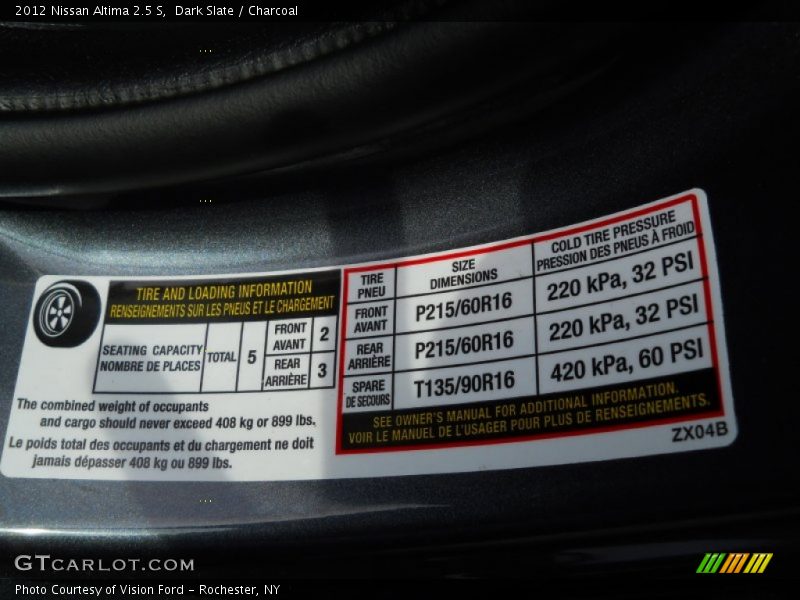 2012 Nissan Altima 2.5 S, Dark Slate / Charcoal
TIRE AND LOADING INFORMATION
RENSEIGNEMENTS SUR LES PNEUS ET LE CHARGEMENT
SEATING CAPACITY
NOMBRE DE PLACES
TOTAL 5
FRONT
AVANT 2
REAR
ARRIÈRE 3
The combined weight of occupants
and cargo should never exceed 408 kg or 899 lbs.
Le poids total des occupants et du chargement ne doit
jamais dépasser 408 kg ou 899 lbs.
TIRE
PNEU
SIZE
DIMENSIONS
COLD TIRE PRESSURE
PRESSION DES PNEUS À FROID
FRONT
AVANT
P215/60R16
220 kPa, 32 PSI
REAR
ARRIÈRE
P215/60R16
220 kPa, 32 PSI
SPARE
DE SECOURS
T135/90R16
420 kPa, 60 PSI
SEE OWNER'S MANUAL FOR ADDITIONAL INFORMATION.
VOIR LE MANUEL DE L'USAGER POUR PLUS DE RENSEIGNEMENTS.
ZX04B
GTCARLOT.COM
Photo Courtesy of Vision Ford - Rochester, NY